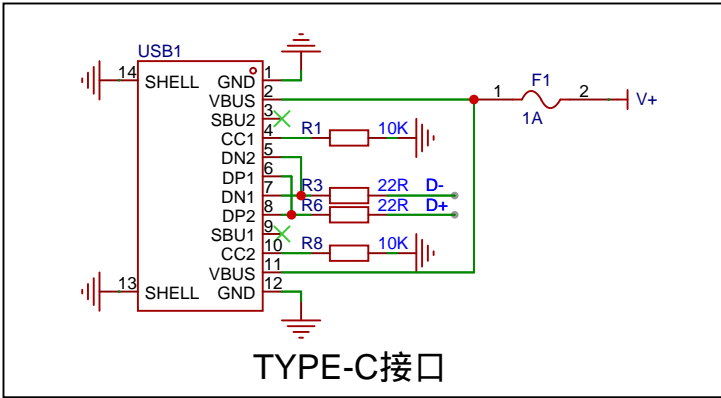 USB1
14 SHELL GND 1
VBUS 2
F1
1 2 V+
1A
SBU2 3
CC1 4 R1 10K
DN2 5
DP1 6
DN1 7 R3 22R D-
DP2 8 R6 22R D+
SBU1 9
CC2 10 R8 10K
VBUS 11
13 SHELL GND 12
TYPE-C接口